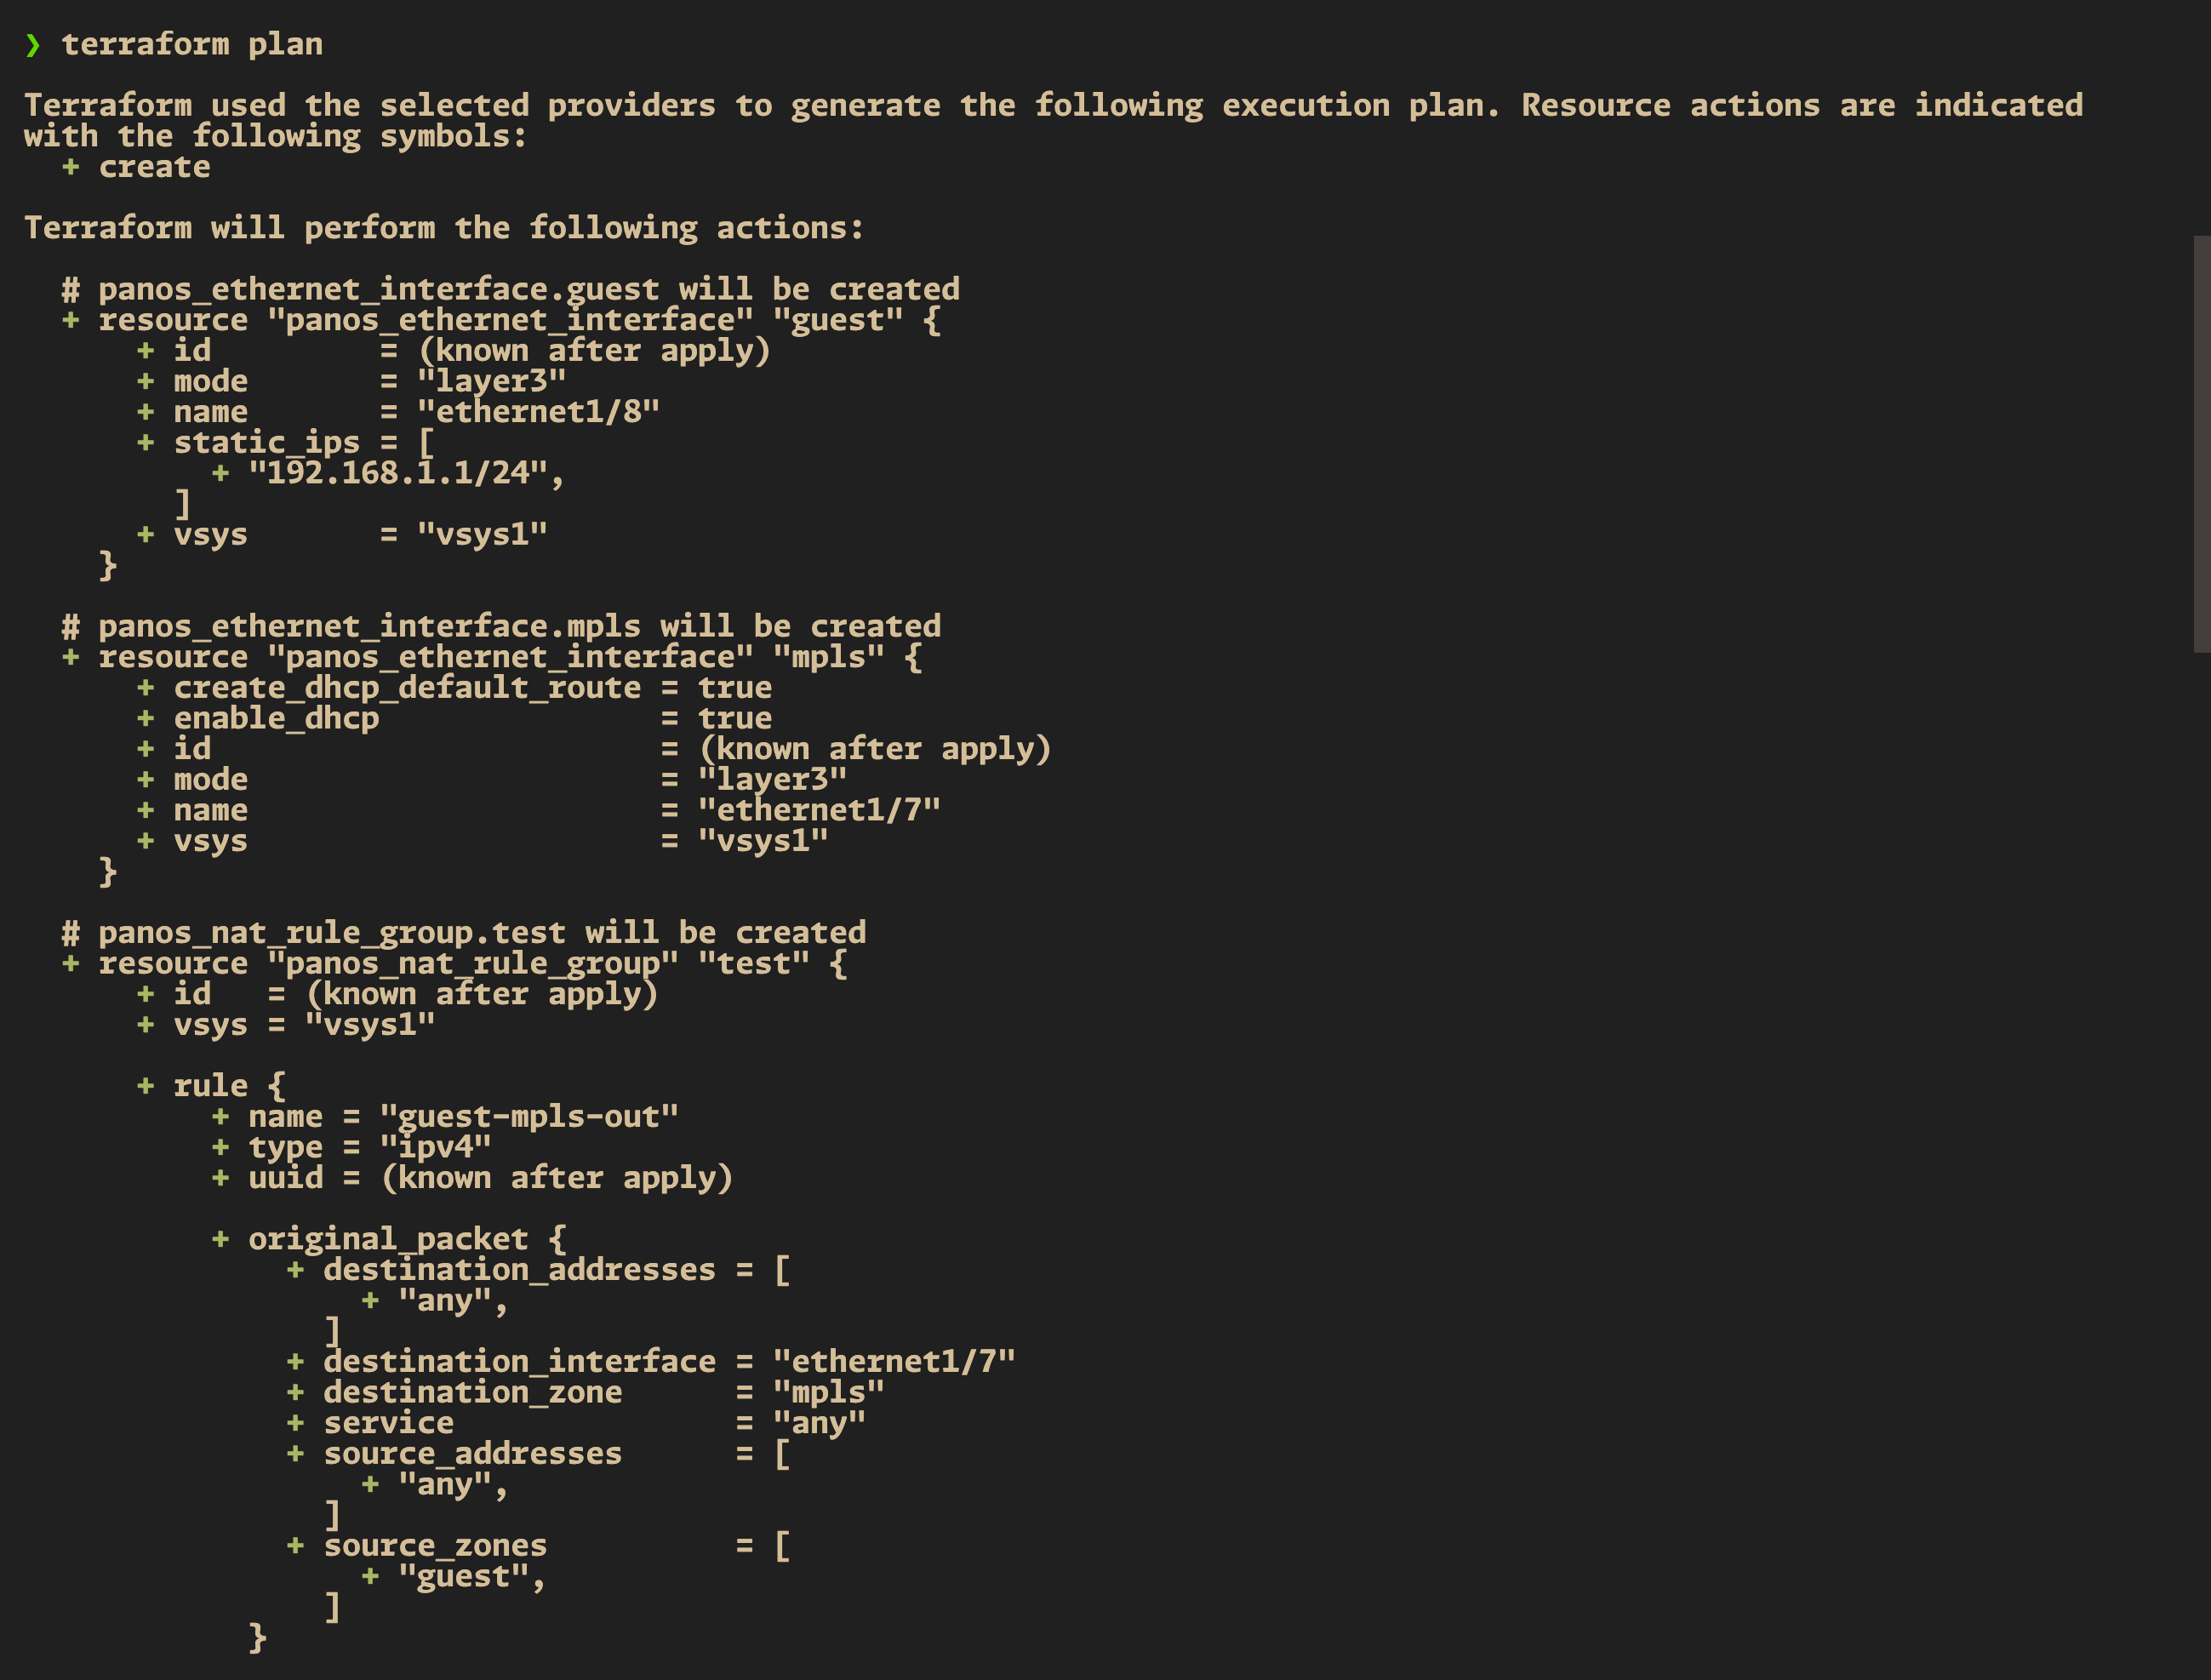 ❯ terraform plan

Terraform used the selected providers to generate the following execution plan. Resource actions are indicated
with the following symbols:
  + create

Terraform will perform the following actions:

  # panos_ethernet_interface.guest will be created
  + resource "panos_ethernet_interface" "guest" {
      + id         = (known after apply)
      + mode       = "layer3"
      + name       = "ethernet1/8"
      + static_ips = [
          + "192.168.1.1/24",
        ]
      + vsys       = "vsys1"
    }

  # panos_ethernet_interface.mpls will be created
  + resource "panos_ethernet_interface" "mpls" {
      + create_dhcp_default_route = true
      + enable_dhcp               = true
      + id                        = (known after apply)
      + mode                      = "layer3"
      + name                      = "ethernet1/7"
      + vsys                      = "vsys1"
    }

  # panos_nat_rule_group.test will be created
  + resource "panos_nat_rule_group" "test" {
      + id   = (known after apply)
      + vsys = "vsys1"

      + rule {
          + name = "guest-mpls-out"
          + type = "ipv4"
          + uuid = (known after apply)

          + original_packet {
              + destination_addresses = [
                  + "any",
                ]
              + destination_interface = "ethernet1/7"
              + destination_zone      = "mpls"
              + service               = "any"
              + source_addresses      = [
                  + "any",
                ]
              + source_zones          = [
                  + "guest",
                ]
            }